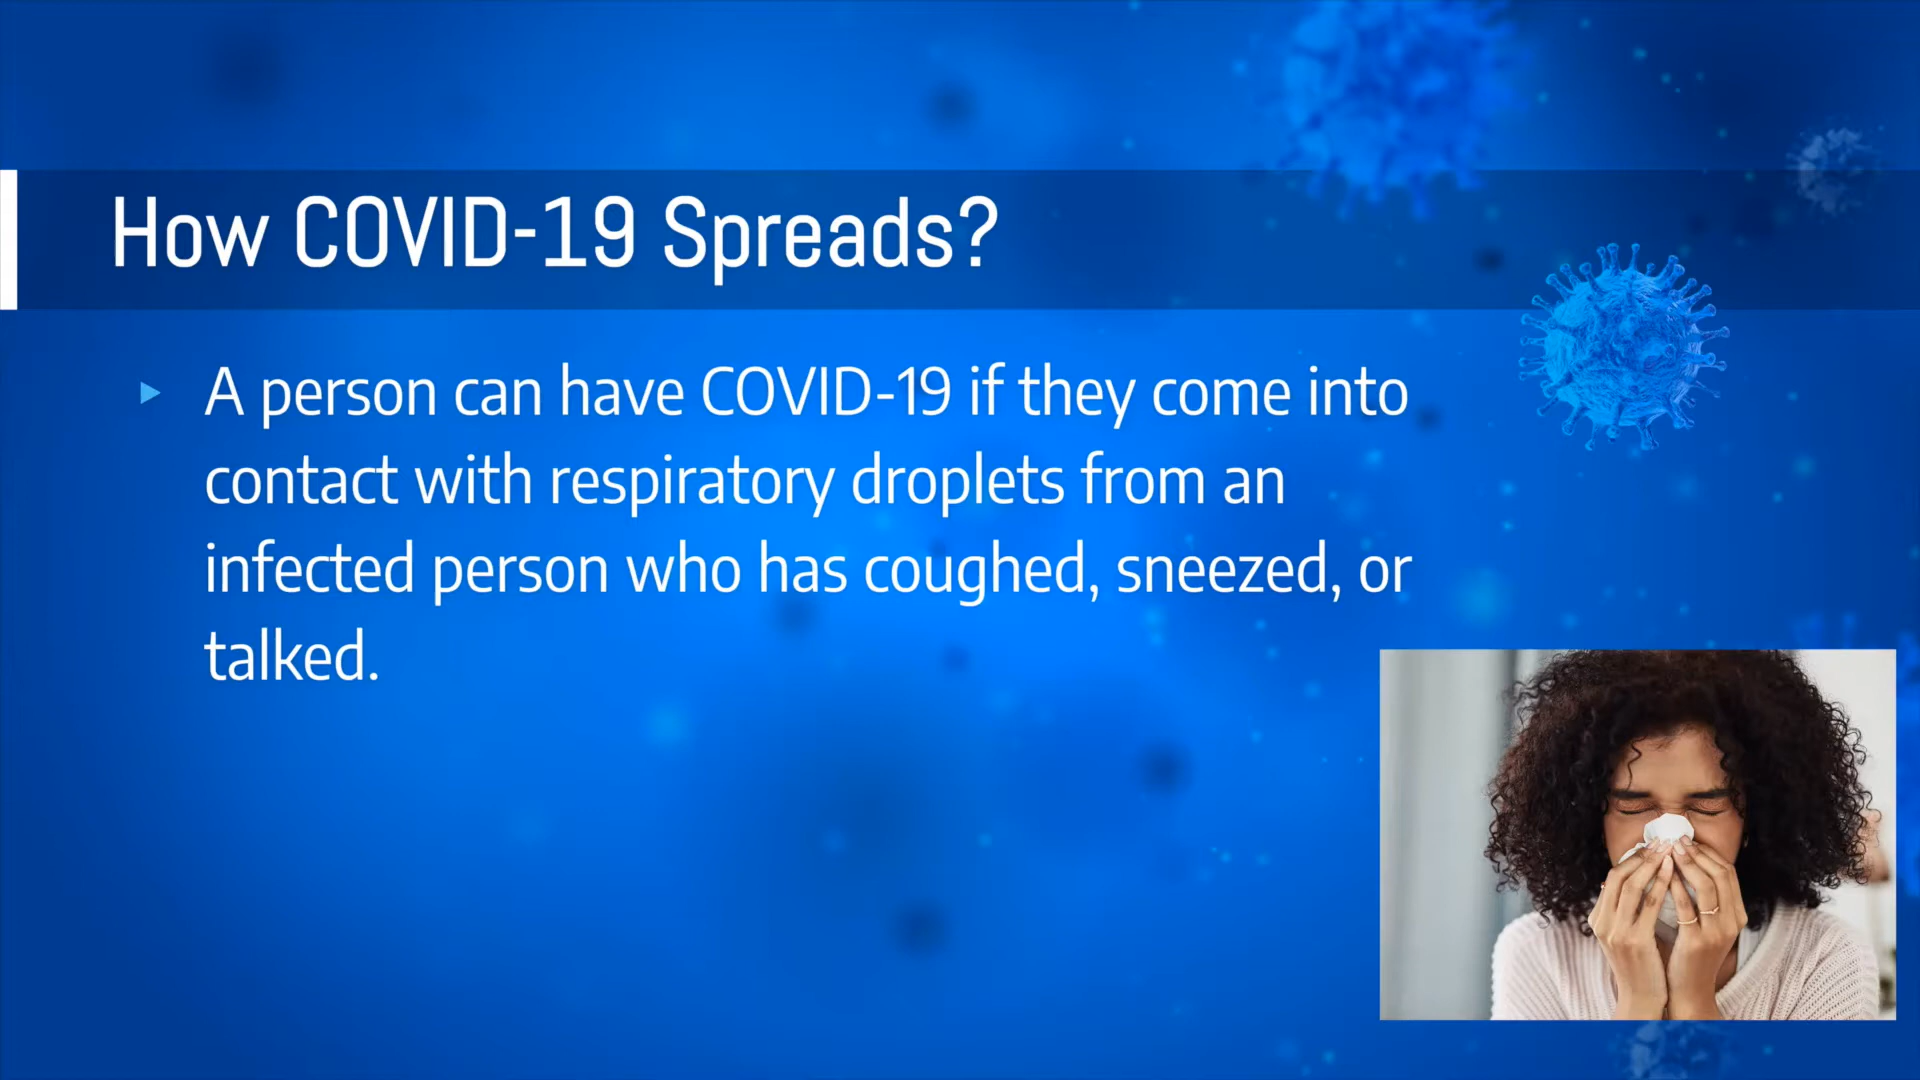 How COVID-19 Spreads?
A person can have COVID-19 if they come into
contact with respiratory droplets from an
infected person who has coughed, sneezed, or
talked.